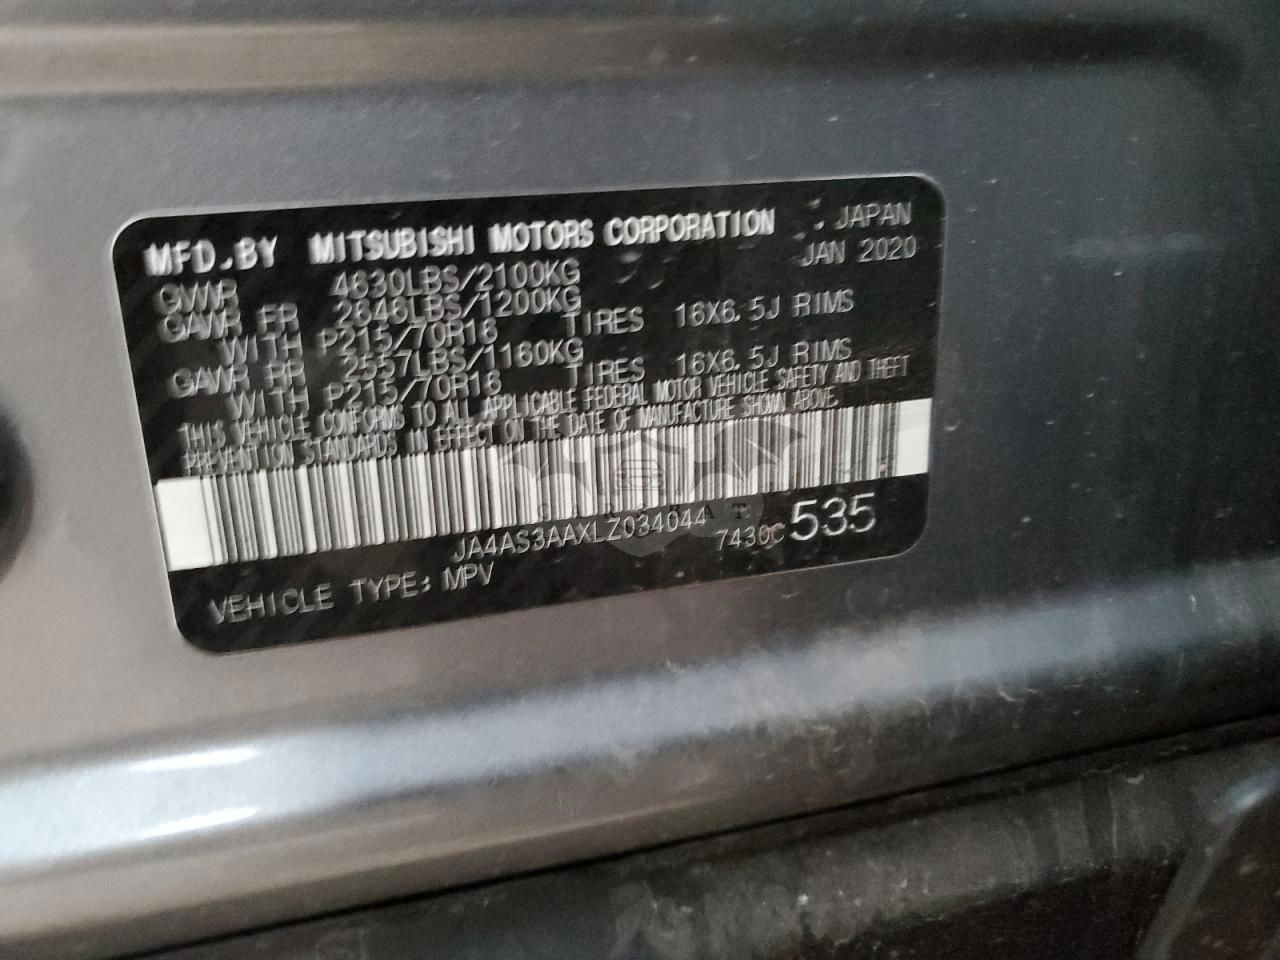 MFD.BY MITSUBISHI MOTORS CORPORATION JAPAN
JAN 2020
GVWR 4630LBS/2100KG
GAWR FR 2646LBS/1200KG
WITH P215/70R16 TIRES 16X6.5J RIMS
GAWR RR 2557LBS/1160KG
WITH P215/70R16 TIRES 16X6.5J RIMS
THIS VEHICLE CONFORMS TO ALL APPLICABLE FEDERAL MOTOR VEHICLE SAFETY AND THEFT
PREVENTION STANDARDS IN EFFECT ON THE DATE OF MANUFACTURE SHOWN ABOVE.
JA4AS3AAXLZ034044
7430C 535
VEHICLE TYPE: MPV